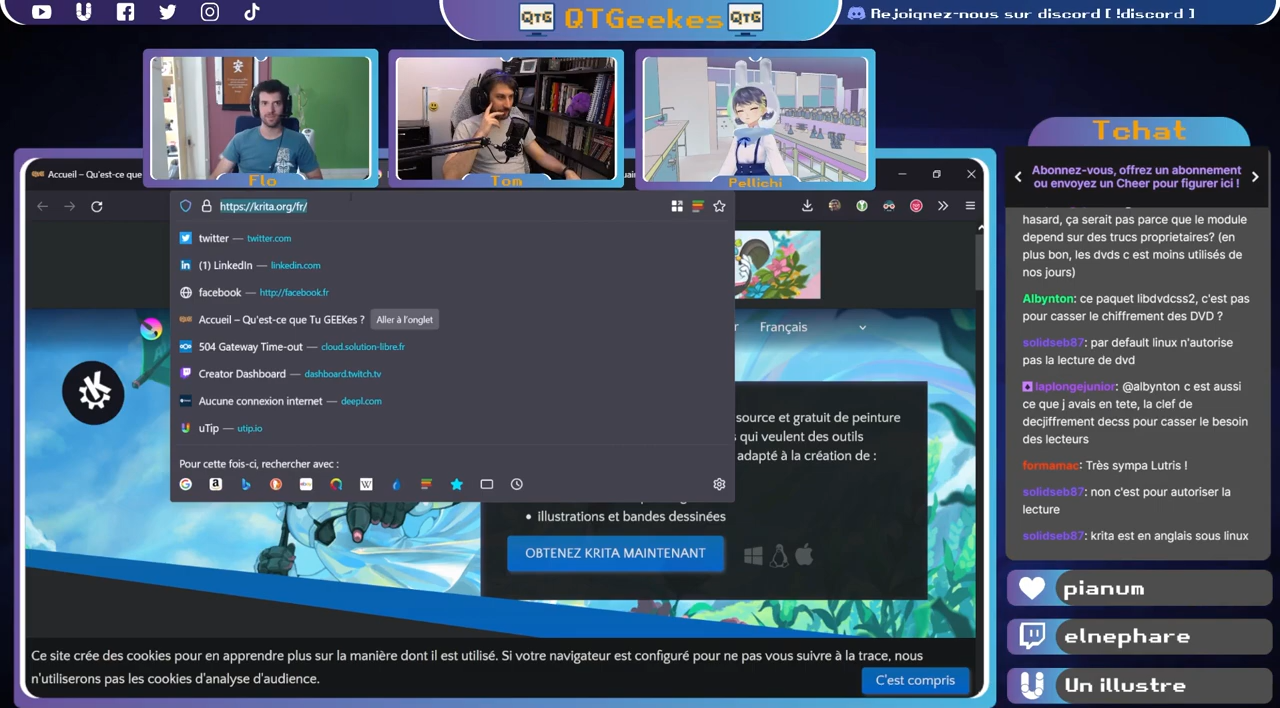 QTG QTGeekes QTG
Rejoignez-nous sur discord [ !discord ]
Flo
Tom
Pellichi
Accueil – Qu'est-ce que
https://krita.org/fr/
twitter — twitter.com
(1) LinkedIn — linkedin.com
facebook — http://facebook.fr
Accueil – Qu'est-ce que Tu GEEKes ? Aller à l'onglet
504 Gateway Time-out — cloud.solution-libre.fr
Creator Dashboard — dashboard.twitch.tv
Aucune connexion internet — deepl.com
uTip — utip.io
Pour cette fois-ci, rechercher avec :
Français
source et gratuit de peinture
qui veulent des outils
adapté à la création de :
• illustrations et bandes dessinées
OBTENEZ KRITA MAINTENANT
Ce site crée des cookies pour en apprendre plus sur la manière dont il est utilisé. Si votre navigateur est configuré pour ne pas vous suivre à la trace, nous
n'utiliserons pas les cookies d'analyse d'audience.
C'est compris
Tchat
Abonnez-vous, offrez un abonnement
ou envoyez un Cheer pour figurer ici !
hasard, ça serait pas parce que le module
depend sur des trucs proprietaires? (en
plus bon, les dvds c est moins utilisés de
nos jours)
Albynton: ce paquet libdvdcss2, c'est pas
pour casser le chiffrement des DVD ?
solidseb87: par default linux n'autorise
pas la lecture de dvd
laplongejunior: @albynton c est aussi
ce que j avais en tete, la clef de
decjiffrement decss pour casser le besoin
des lecteurs
formamac: Très sympa Lutris !
solidseb87: non c'est pour autoriser la
lecture
solidseb87: krita est en anglais sous linux
pianum
elnephare
Un illustre